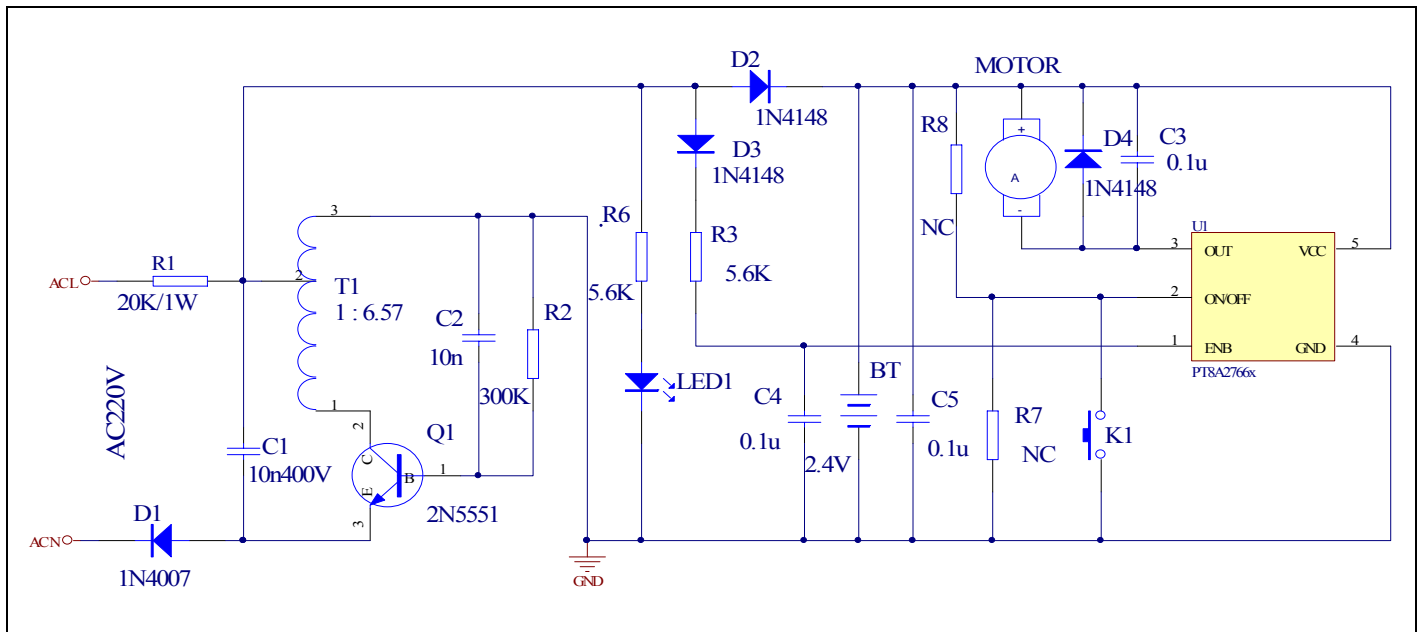 D2
1N4148
MOTOR
D3
1N4148
R8
NC
+
A
-
D4
1N4148
C3
0.1u
ACL
R1
20K/1W
3
2
T1
1 : 6.57
1
C2
10n
R2
300K
.R6
5.6K
R3
5.6K
U1
3
OUT
VCC
5
2
ON/OFF
1
ENB
GND
4
PT8A2766x
AC220V
C1
10n400V
2
C
E
B
3
Q1
1
2N5551
LED1
C4
0.1u
BT
2.4V
C5
0.1u
R7
NC
K1
ACN
D1
1N4007
GND